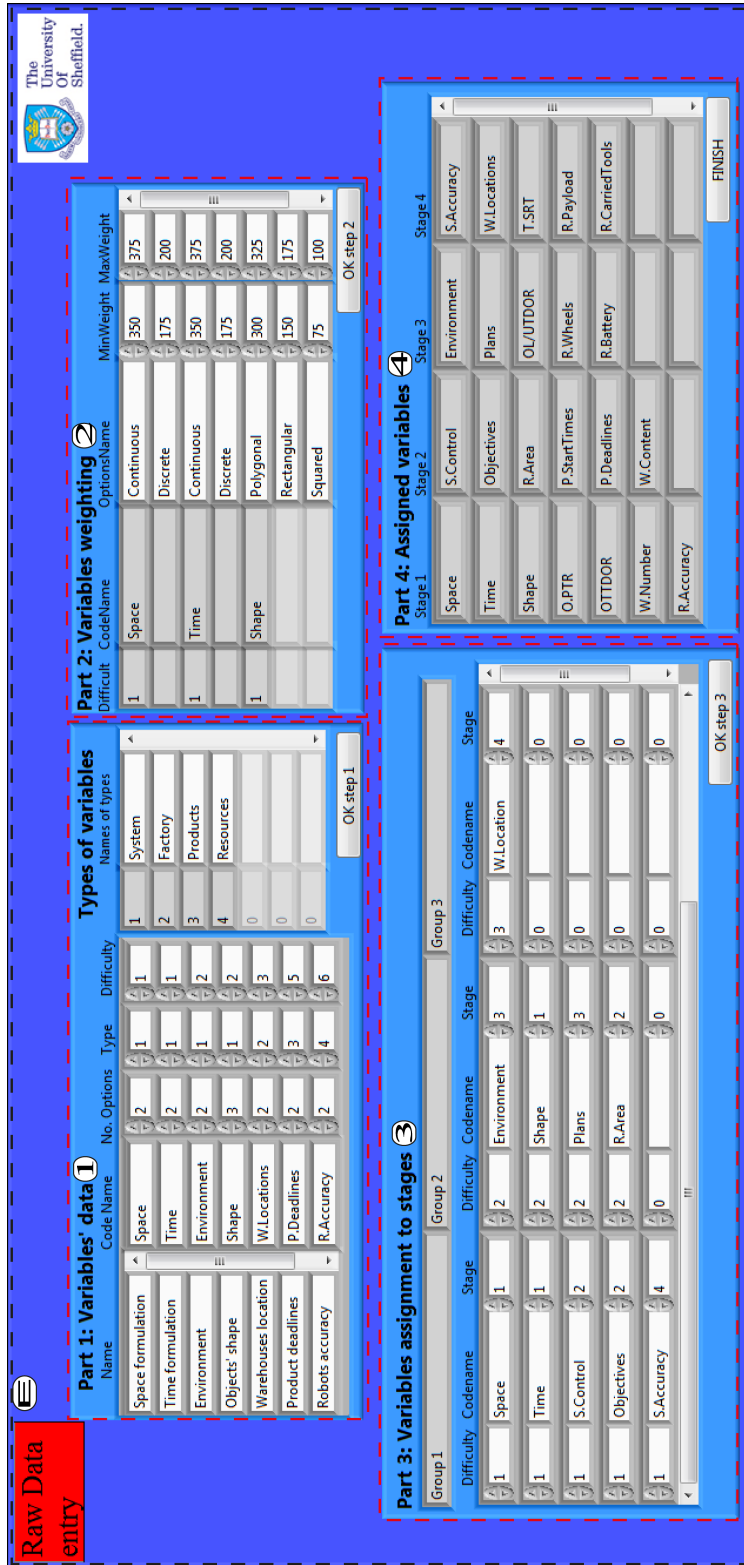 Raw Data
entry
E
The
University
Of
Sheffield.
Part 1: Variables' data 1
Name Code Name No. Options Type Difficulty
Space formulation Space 2 1 1
Time formulation Time 2 1 1
Environment Environment 2 1 2
Objects' shape Shape 3 1 2
Warehouses location W.Locations 2 2 3
Product deadlines P.Deadlines 2 3 5
Robots accuracy R.Accuracy 2 4 6
Types of variables
Names of types
1 System
2 Factory
3 Products
4 Resources
0
0
0
OK step 1
Part 2: Variables weighting 2
Difficult CodeName OptionsName MinWeight MaxWeight
1 Space Continuous 350 375
Discrete 175 200
1 Time Continuous 350 375
Discrete 175 200
1 Shape Polygonal 300 325
Rectangular 150 175
Squared 75 100
OK step 2
Part 3: Variables assignment to stages 3
Group 1 Group 2 Group 3
Difficulty Codename Stage Difficulty Codename Stage Difficulty Codename Stage
1 Space 1 2 Environment 3 3 W.Location 4
1 Time 1 2 Shape 1 0 0
1 S.Control 2 2 Plans 3 0 0
1 Objectives 2 2 R.Area 2 0 0
1 S.Accuracy 4 0 0 0 0
OK step 3
Part 4: Assigned variables 4
Stage 1 Stage 2 Stage 3 Stage 4
Space S.Control Environment S.Accuracy
Time Objectives Plans W.Locations
Shape R.Area OL/UTDOR T.SRT
O.PTR P.StartTimes R.Wheels R.Payload
OTTDOR P.Deadlines R.Battery R.CarriedTools
W.Number W.Content
R.Accuracy
FINISH